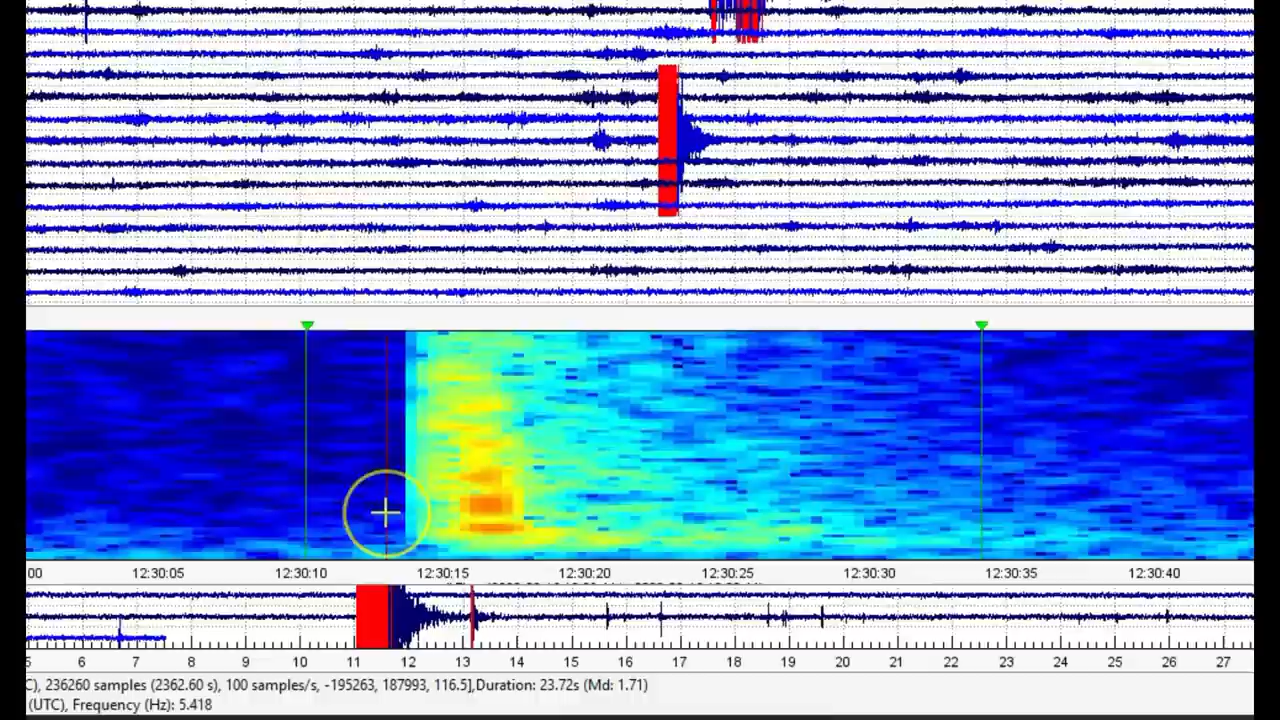 00 12:30:05 12:30:10 12:30:15 12:30:20 12:30:25 12:30:30 12:30:35 12:30:40
5 6 7 8 9 10 11 12 13 14 15 16 17 18 19 20 21 22 23 24 25 26 27
C), 236260 samples (2362.60 s), 100 samples/s, -195263, 187993, 116.5],Duration: 23.72s (Md: 1.71)
(UTC), Frequency (Hz): 5.418